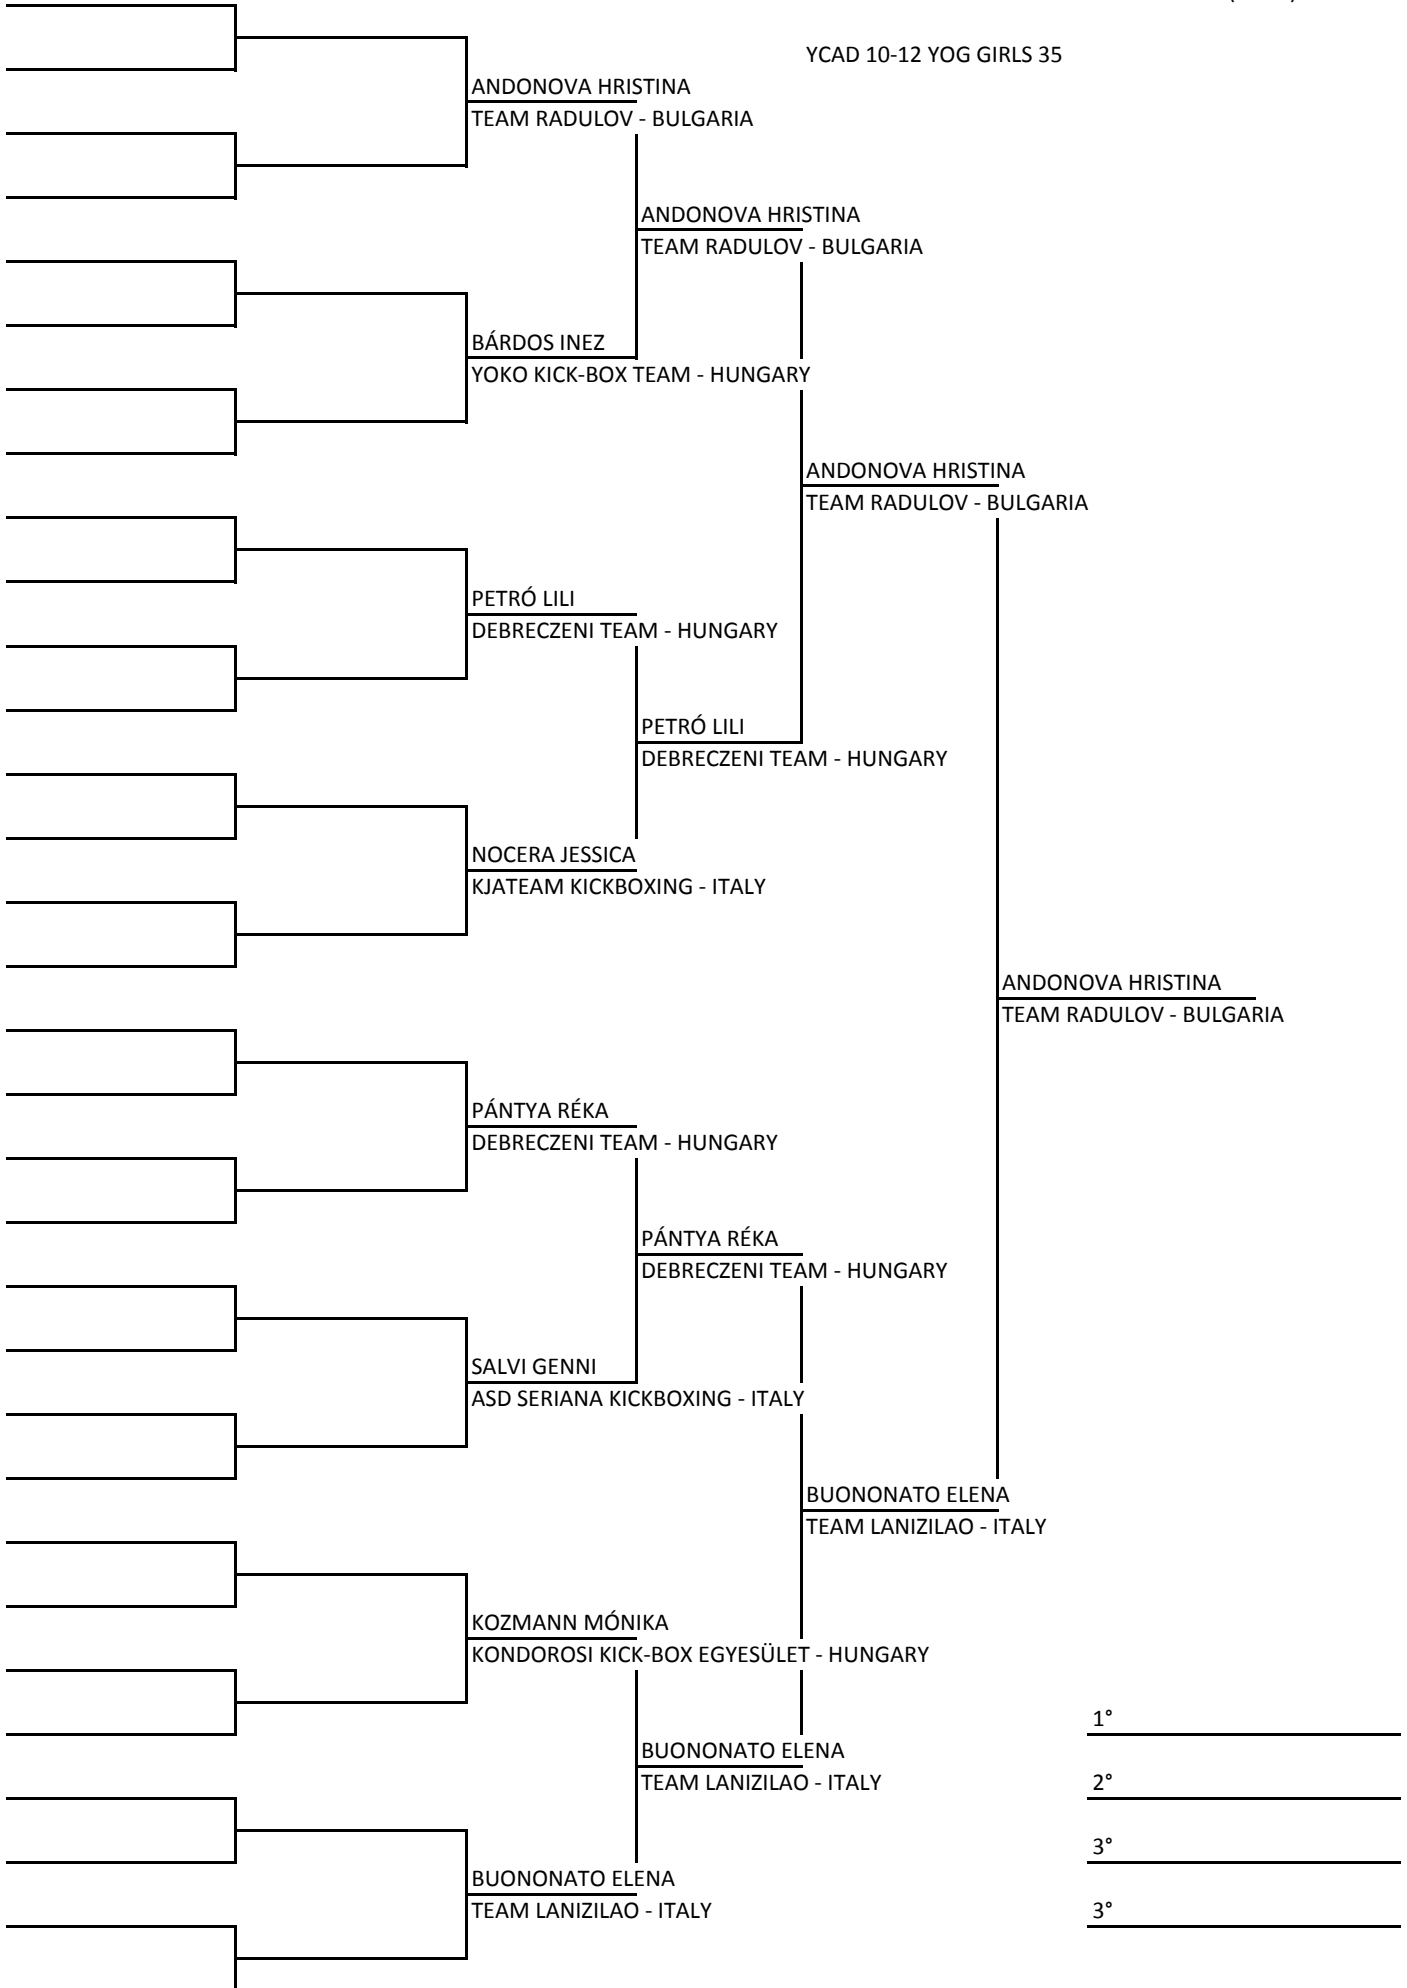 YCAD 10-12 YOG GIRLS 35
ANDONOVA HRISTINA
TEAM RADULOV - BULGARIA
ANDONOVA HRISTINA
TEAM RADULOV - BULGARIA
BÁRDOS INEZ
YOKO KICK-BOX TEAM - HUNGARY
ANDONOVA HRISTINA
TEAM RADULOV - BULGARIA
PETRÓ LILI
DEBRECZENI TEAM - HUNGARY
PETRÓ LILI
DEBRECZENI TEAM - HUNGARY
NOCERA JESSICA
KJATEAM KICKBOXING - ITALY
ANDONOVA HRISTINA
TEAM RADULOV - BULGARIA
PÁNTYA RÉKA
DEBRECZENI TEAM - HUNGARY
PÁNTYA RÉKA
DEBRECZENI TEAM - HUNGARY
SALVI GENNI
ASD SERIANA KICKBOXING - ITALY
BUONONATO ELENA
TEAM LANIZILAO - ITALY
KOZMANN MÓNIKA
KONDOROSI KICK-BOX EGYESÜLET - HUNGARY
1°
BUONONATO ELENA
TEAM LANIZILAO - ITALY
2°
3°
BUONONATO ELENA
TEAM LANIZILAO - ITALY
3°